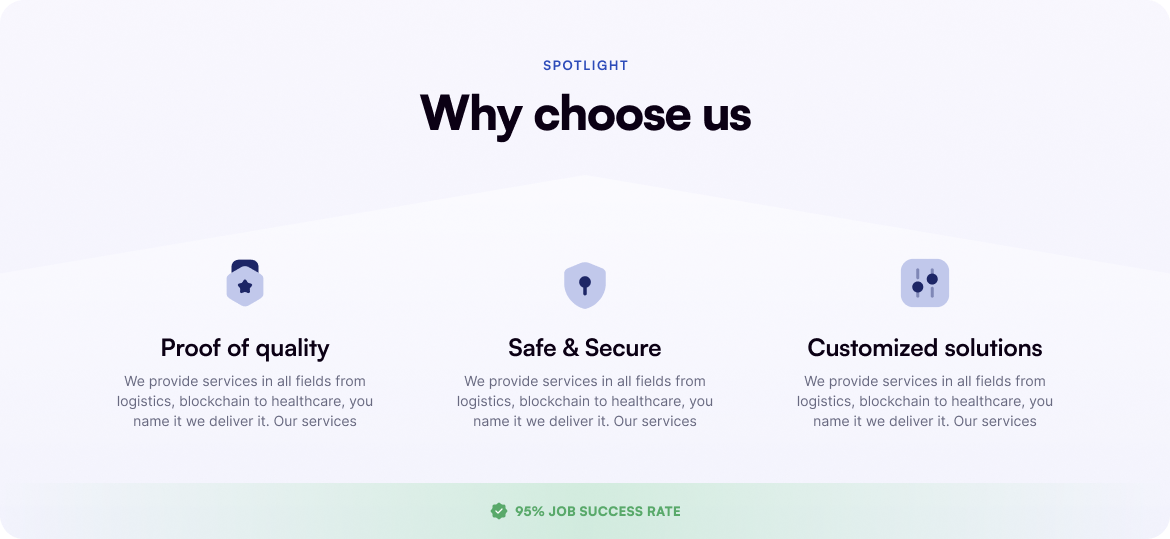 SPOTLIGHT
Why choose us
Proof of quality
We provide services in all fields from
logistics, blockchain to healthcare, you
name it we deliver it. Our services
Safe & Secure
We provide services in all fields from
logistics, blockchain to healthcare, you
name it we deliver it. Our services
Customized solutions
We provide services in all fields from
logistics, blockchain to healthcare, you
name it we deliver it. Our services
95% JOB SUCCESS RATE